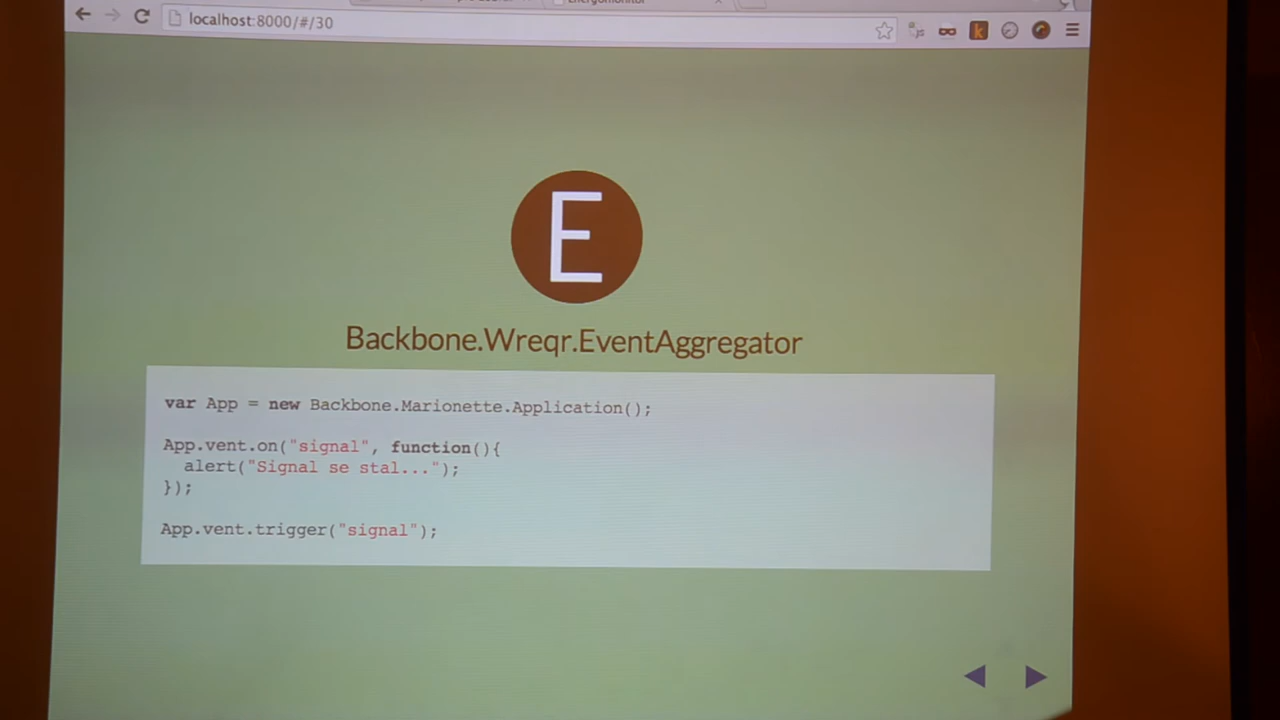 localhost:8000/#/30
E
Backbone.Wreqr.EventAggregator
var App = new Backbone.Marionette.Application();
App.vent.on("signal", function(){
alert("Signal se stal...");
});
App.vent.trigger("signal");